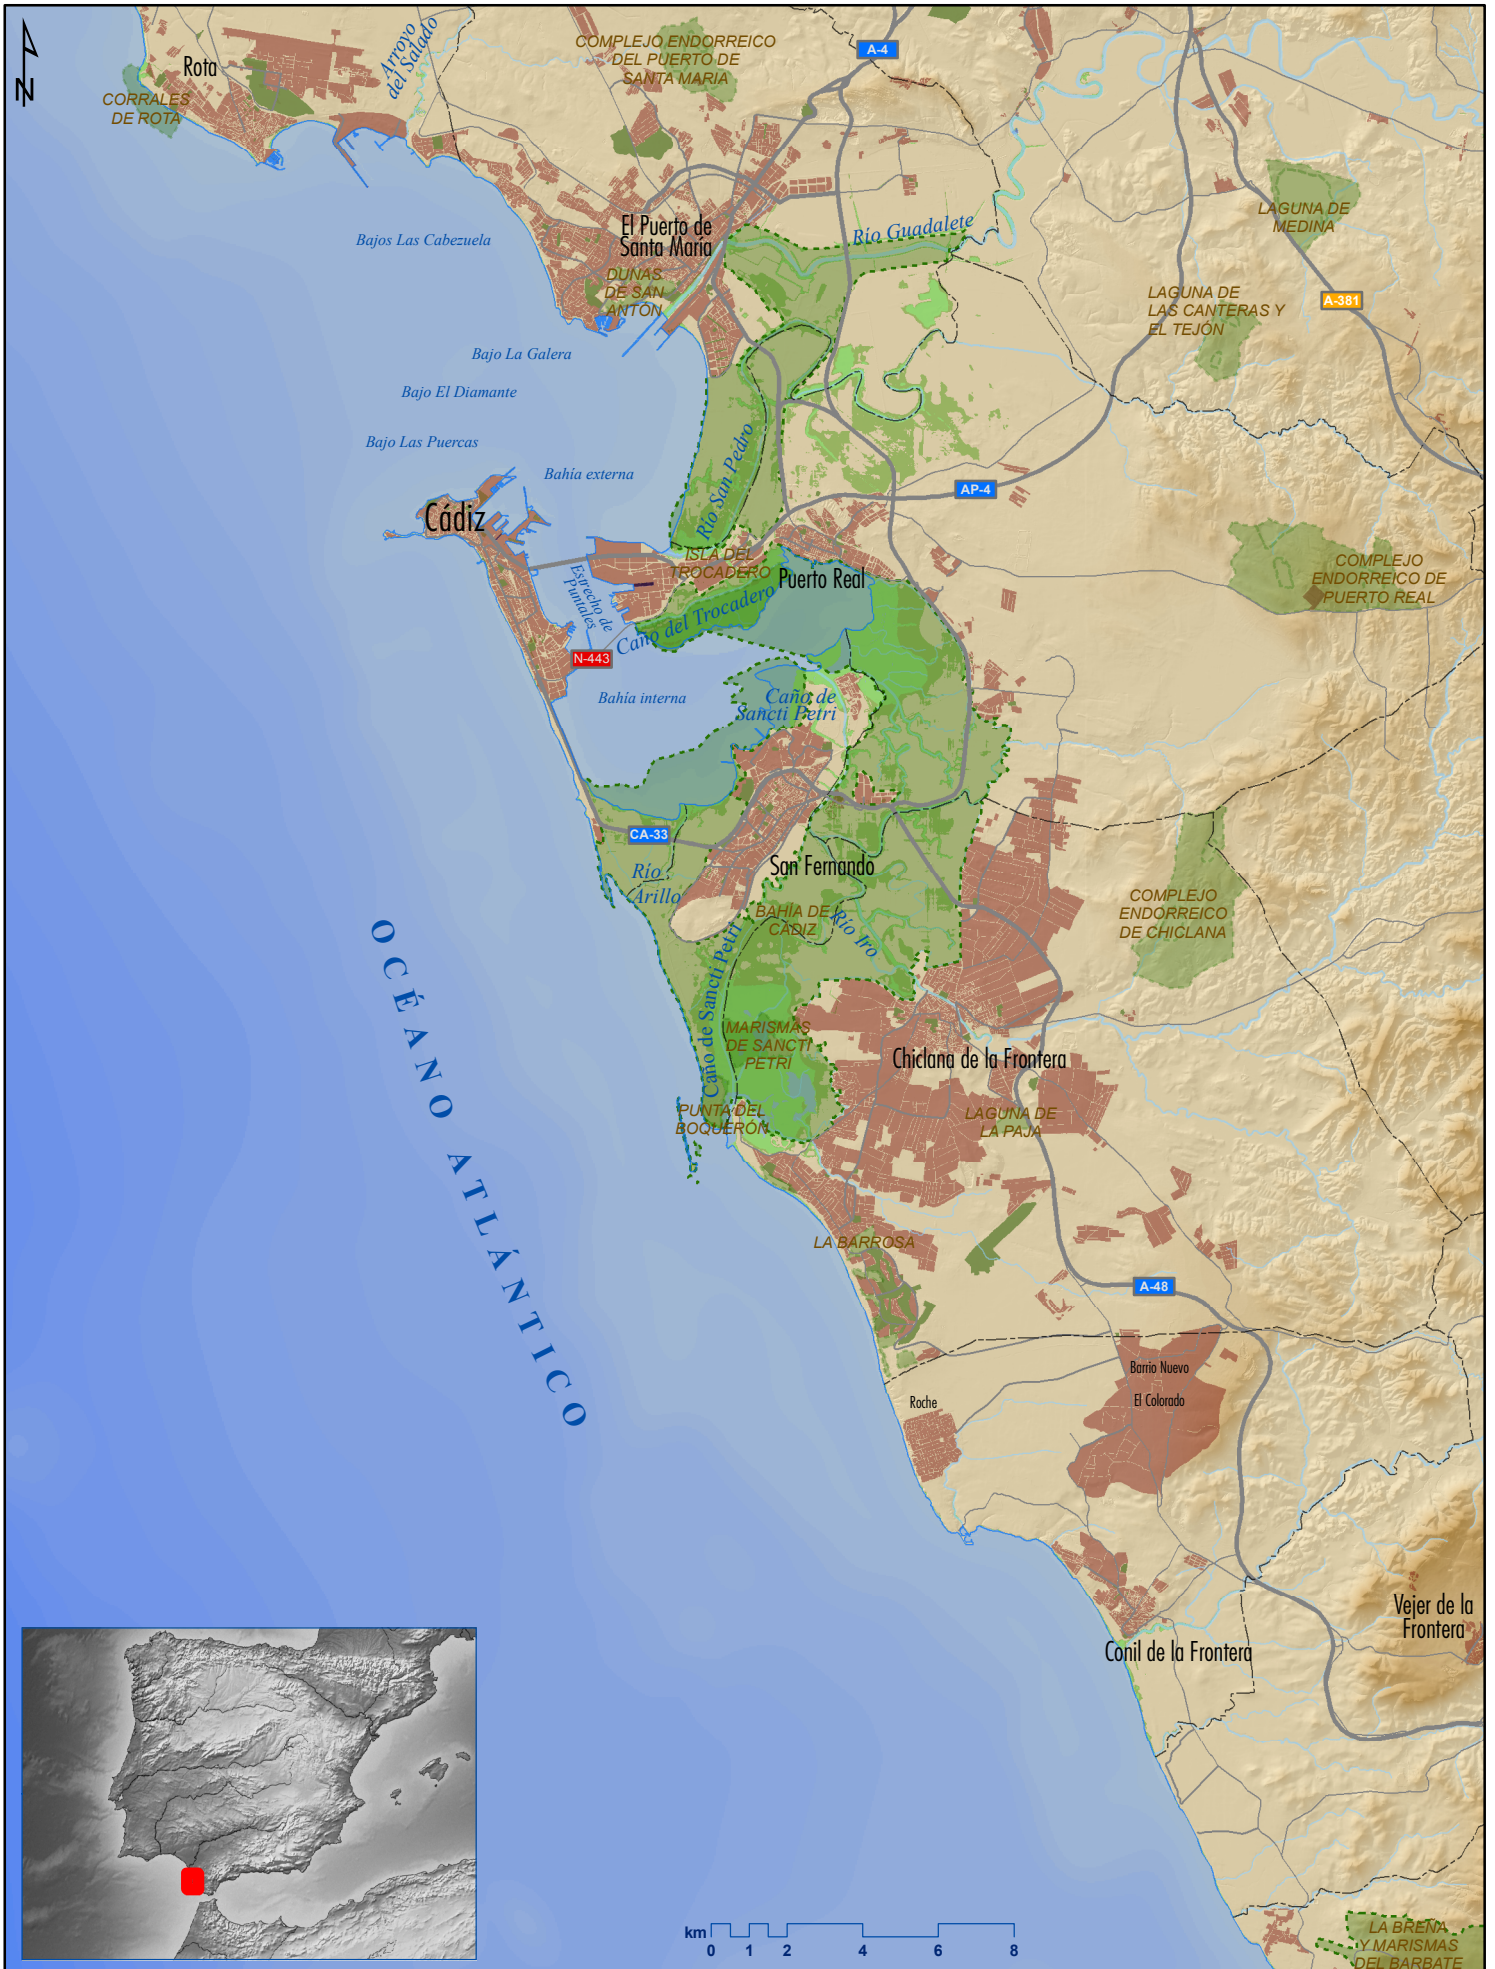 N
Rota
Arroyo
del Salado
CORRALES
DE ROTA
COMPLEJO ENDORREICO
DEL PUERTO DE
SANTA MARIA
A-4
El Puerto de
Santa María
Río Guadalete
LAGUNA DE
MEDINA
Bajos Las Cabezuela
DUNAS
DE SAN
ANTÓN
LAGUNA DE
LAS CANTERAS Y
EL TEJÓN
A-381
Bajo La Galera
Bajo El Diamante
Bajo Las Puercas
Bahía externa
Río San Pedro
AP-4
Cádiz
ISLA DEL
TROCADERO
Puerto Real
COMPLEJO
ENDORREICO DE
PUERTO REAL
Estrecho de
Puntales
Caño del Trocadero
N-443
Bahía interna
Caño de
Sancti Petri
CA-33
San Fernando
Río
Arillo
BAHÍA DE
CÁDIZ
Río Iro
COMPLEJO
ENDORREICO
DE CHICLANA
OCÉANO ATLÁNTICO
Caño de Sancti Petri
MARISMAS
DE SANCTI
PETRI
Chiclana de la Frontera
PUNTA DEL
BOQUERÓN
LAGUNA DE
LA PAJA
LA BARROSA
A-48
Barrio Nuevo
El Colorado
Roche
Vejer de la
Frontera
Conil de la Frontera
LA BREÑA
Y MARISMAS
DEL BARBATE
km
0 1 2 4 6 8